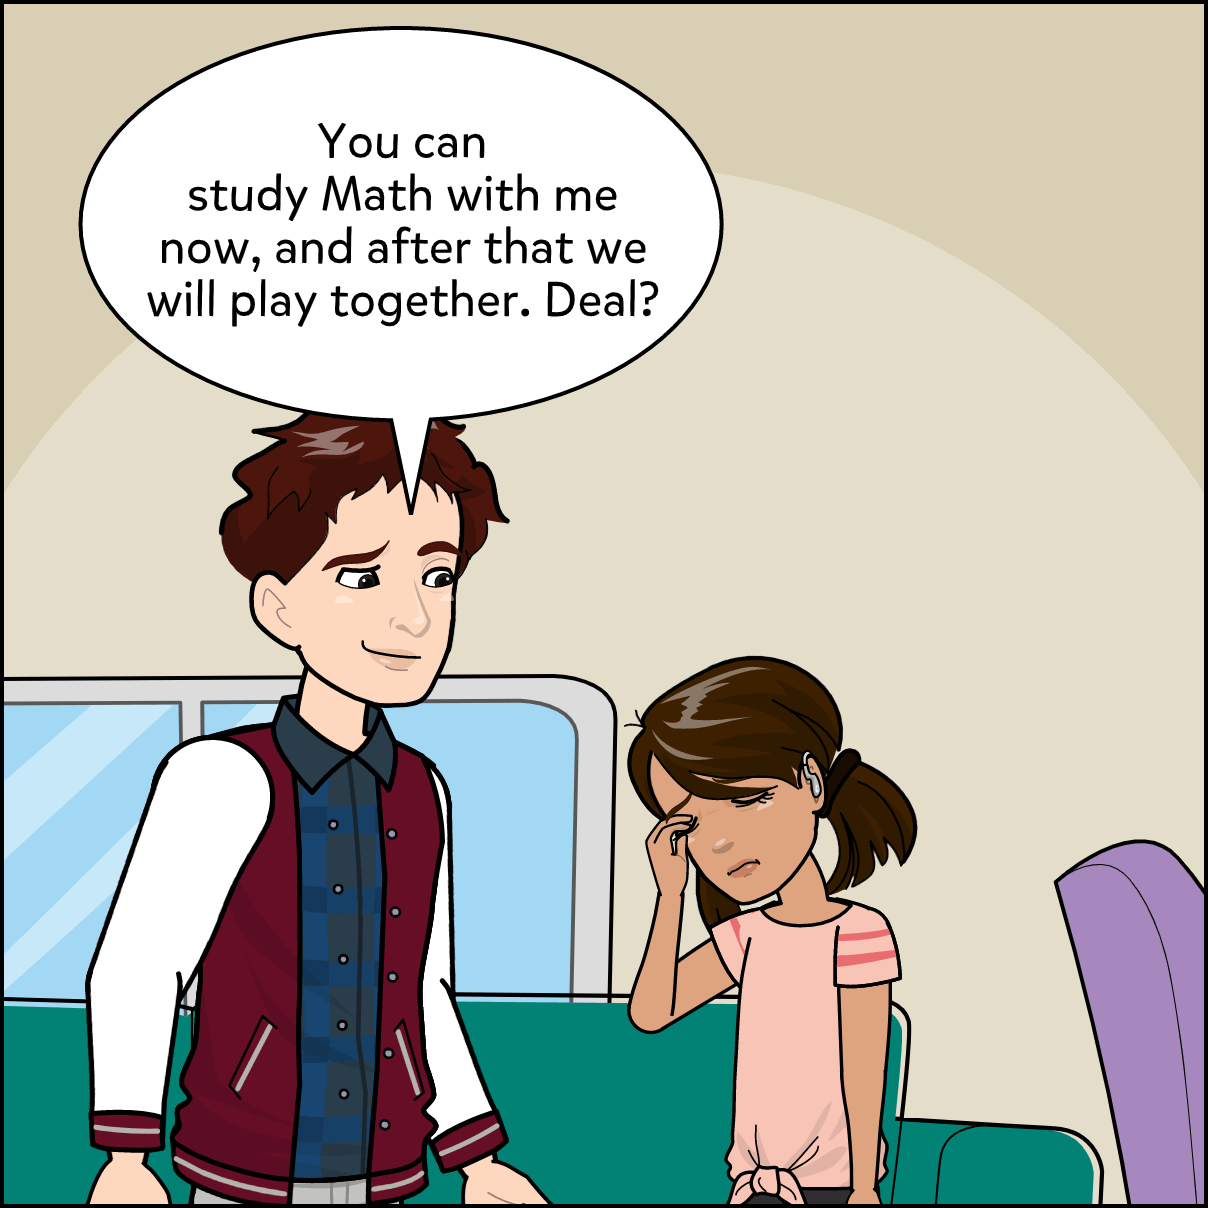 You can
study Math with me
now, and after that we
will play together. Deal?